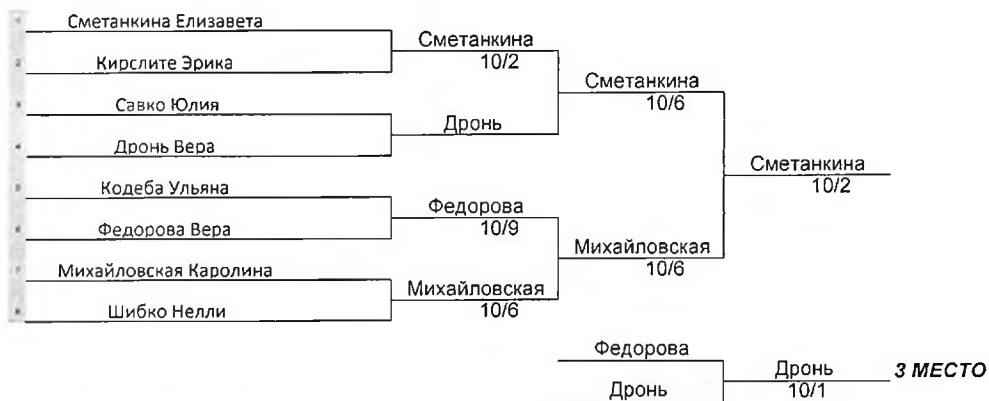 Сметанкина Елизавета
Кирслите Эрика
Савко Юлия
Дронь Вера
Кодеба Ульяна
Федорова Вера
Михайловская Каролина
Шибко Нелли
Сметанкина
10/2
Дронь
Федорова
10/9
Михайловская
10/6
Сметанкина
10/6
Михайловская
10/6
Сметанкина
10/2
Федорова
Дронь
Дронь
10/1
3 МЕСТО